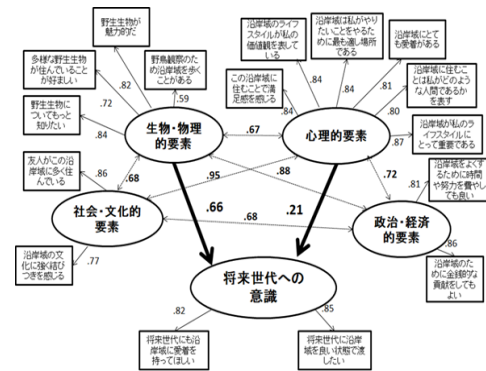 野生生物が
魅力的だ
多様な野生生物
が住んでいること
が好ましい
野鳥観察のため
沿岸域を歩く
ことがある
野生生物に
ついてもっと
知りたい
.82
.72
.59
.84
生物・物理
的要素
沿岸域のライフ
スタイルが私の
価値観を表して
いる
沿岸域は私がやり
たいことをやるため
に最も適し場所で
ある
沿岸域にとて
も愛着がある
この沿岸域に
住むことで満
足感を感じる
沿岸域に住むこ
とは私がどのよう
な人間であるか
を表す
沿岸域が私のラ
イフスタイルにとっ
て重要である
.84
.84
.84
.81
.80
.87
心理的要素
.67
友人がこの沿
岸域に多く住
んでいる
.86
.68
.95
.88
.72
沿岸域をよくす
るために時間
や努力を費やし
ても良い
.81
社会・文化的
要素
.66
.21
.68
政治・経済
的要素
沿岸域の文
化に強く結び
つきを感じる
.77
.86
沿岸域の
ために金銭的な
貢献をしても
よい
将来世代への
意識
.82
.85
将来世代にも沿
岸域に愛着を
持ってほしい
将来世代に沿岸
域を良い状態で渡
したい